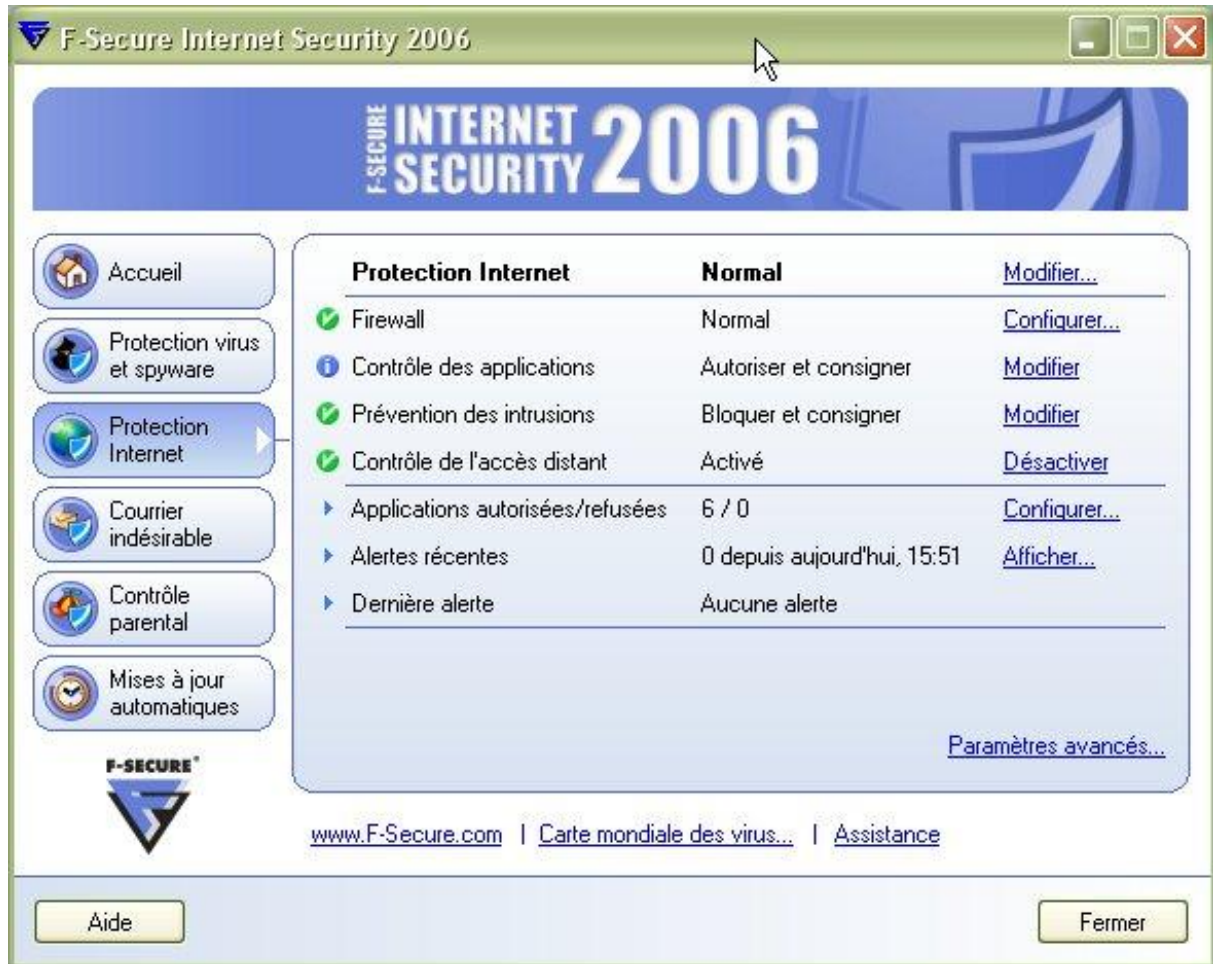 F-Secure Internet Security 2006
F-SECURE
INTERNET
SECURITY
2006
Accueil
Protection virus
et spyware
Protection
Internet
Courrier
indésirable
Contrôle
parental
Mises à jour
automatiques
F-SECURE®
Protection Internet Normal Modifier...
Firewall Normal Configurer...
Contrôle des applications Autoriser et consigner Modifier
Prévention des intrusions Bloquer et consigner Modifier
Contrôle de l'accès distant Activé Désactiver
Applications autorisées/refusées 6 / 0 Configurer...
Alertes récentes 0 depuis aujourd'hui, 15:51 Afficher...
Dernière alerte Aucune alerte
Paramètres avancés...
www.F-Secure.com | Carte mondiale des virus... | Assistance
Aide Fermer